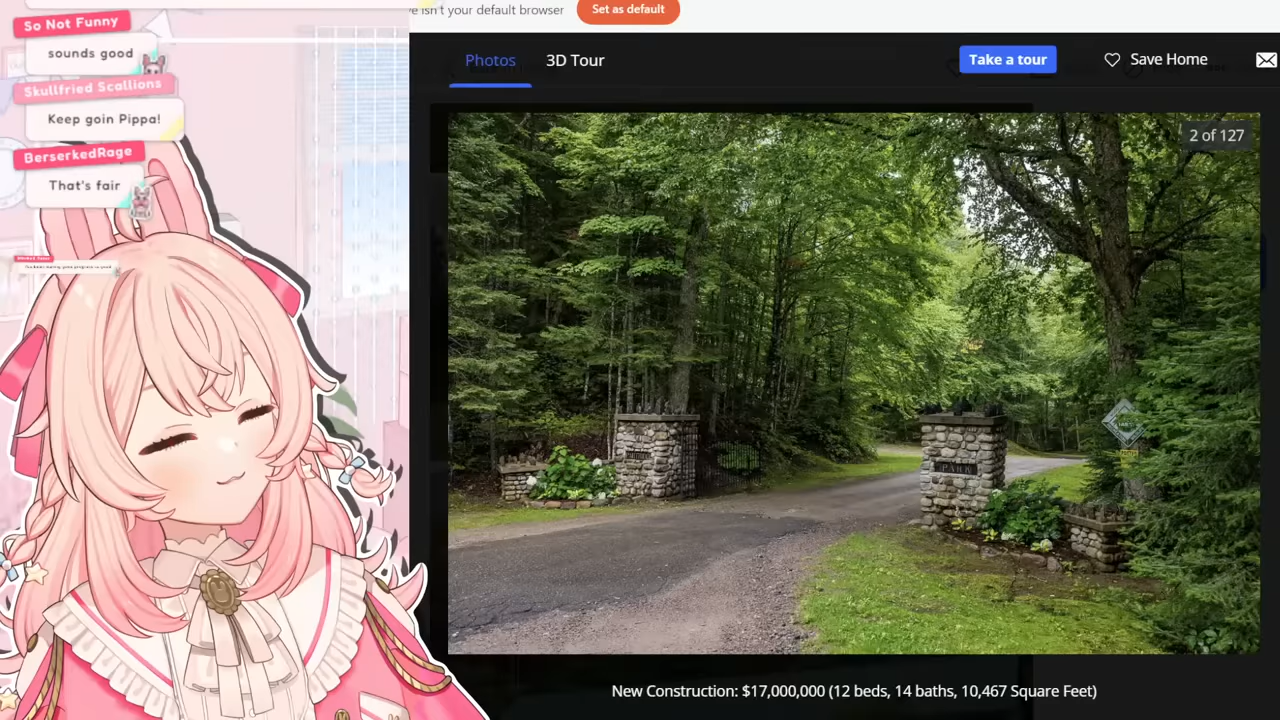 So Not Funny
sounds good
Skullfried Scallions
Keep goin Pippa!
BerserkedRage
That's fair
e isn't your default browser
Set as default
Photos
3D Tour
Take a tour
Save Home
2 of 127
PARK
New Construction: $17,000,000 (12 beds, 14 baths, 10,467 Square Feet)